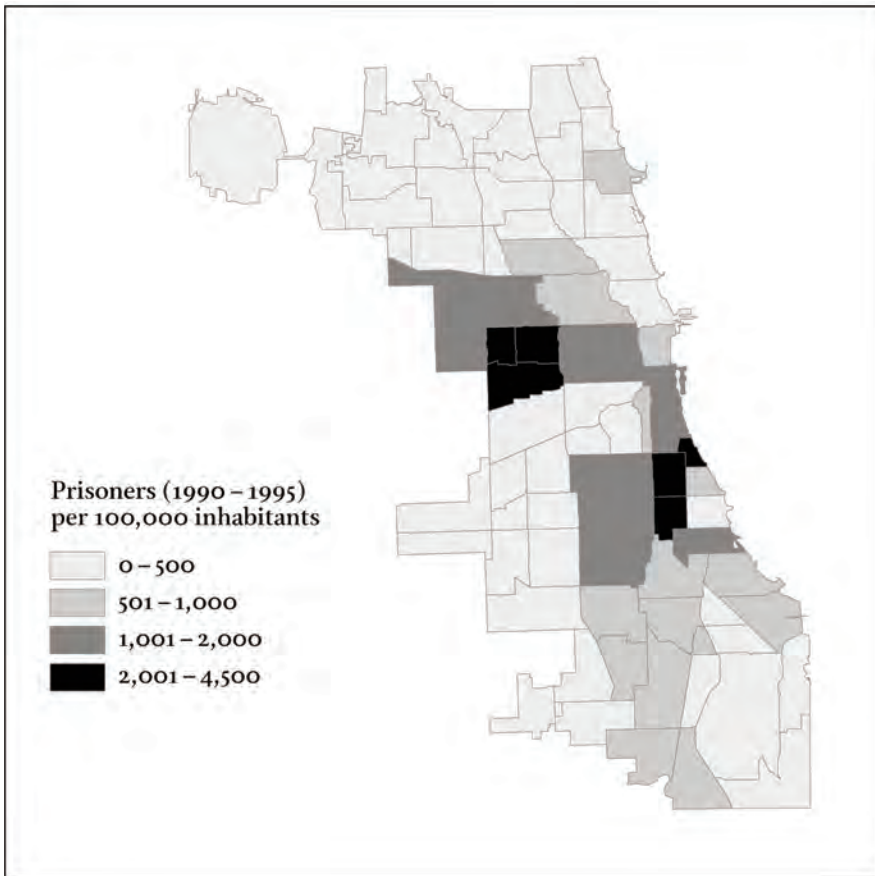 Prisoners (1990 – 1995)
per 100,000 inhabitants
0 – 500
501 – 1,000
1,001 – 2,000
2,001 – 4,500